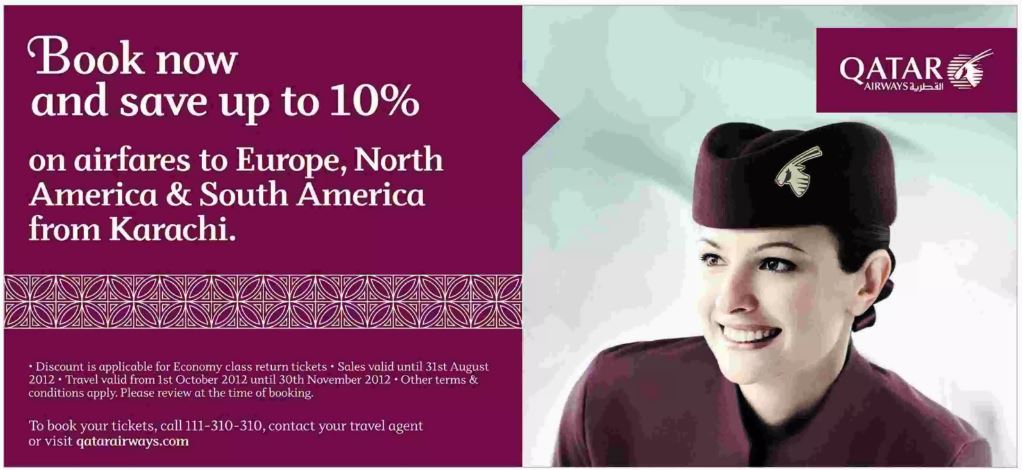 Book now
and save up to 10%
on airfares to Europe, North
America & South America
from Karachi.
• Discount is applicable for Economy class return tickets • Sales valid until 31st August
2012 • Travel valid from 1st October 2012 until 30th November 2012 • Other terms &
conditions apply. Please review at the time of booking.
To book your tickets, call 111-310-310, contact your travel agent
or visit qatarairways.com
QATAR
AIRWAYS القطرية